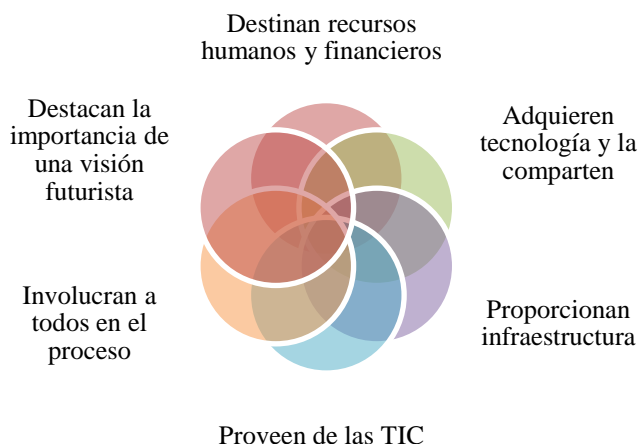 Destinan recursos
humanos y financieros
Destacan la
importancia de
una visión
futurista
Adquieren
tecnología y la
comparten
Involucran a
todos en el
proceso
Proporcionan
infraestructura
Proveen de las TIC